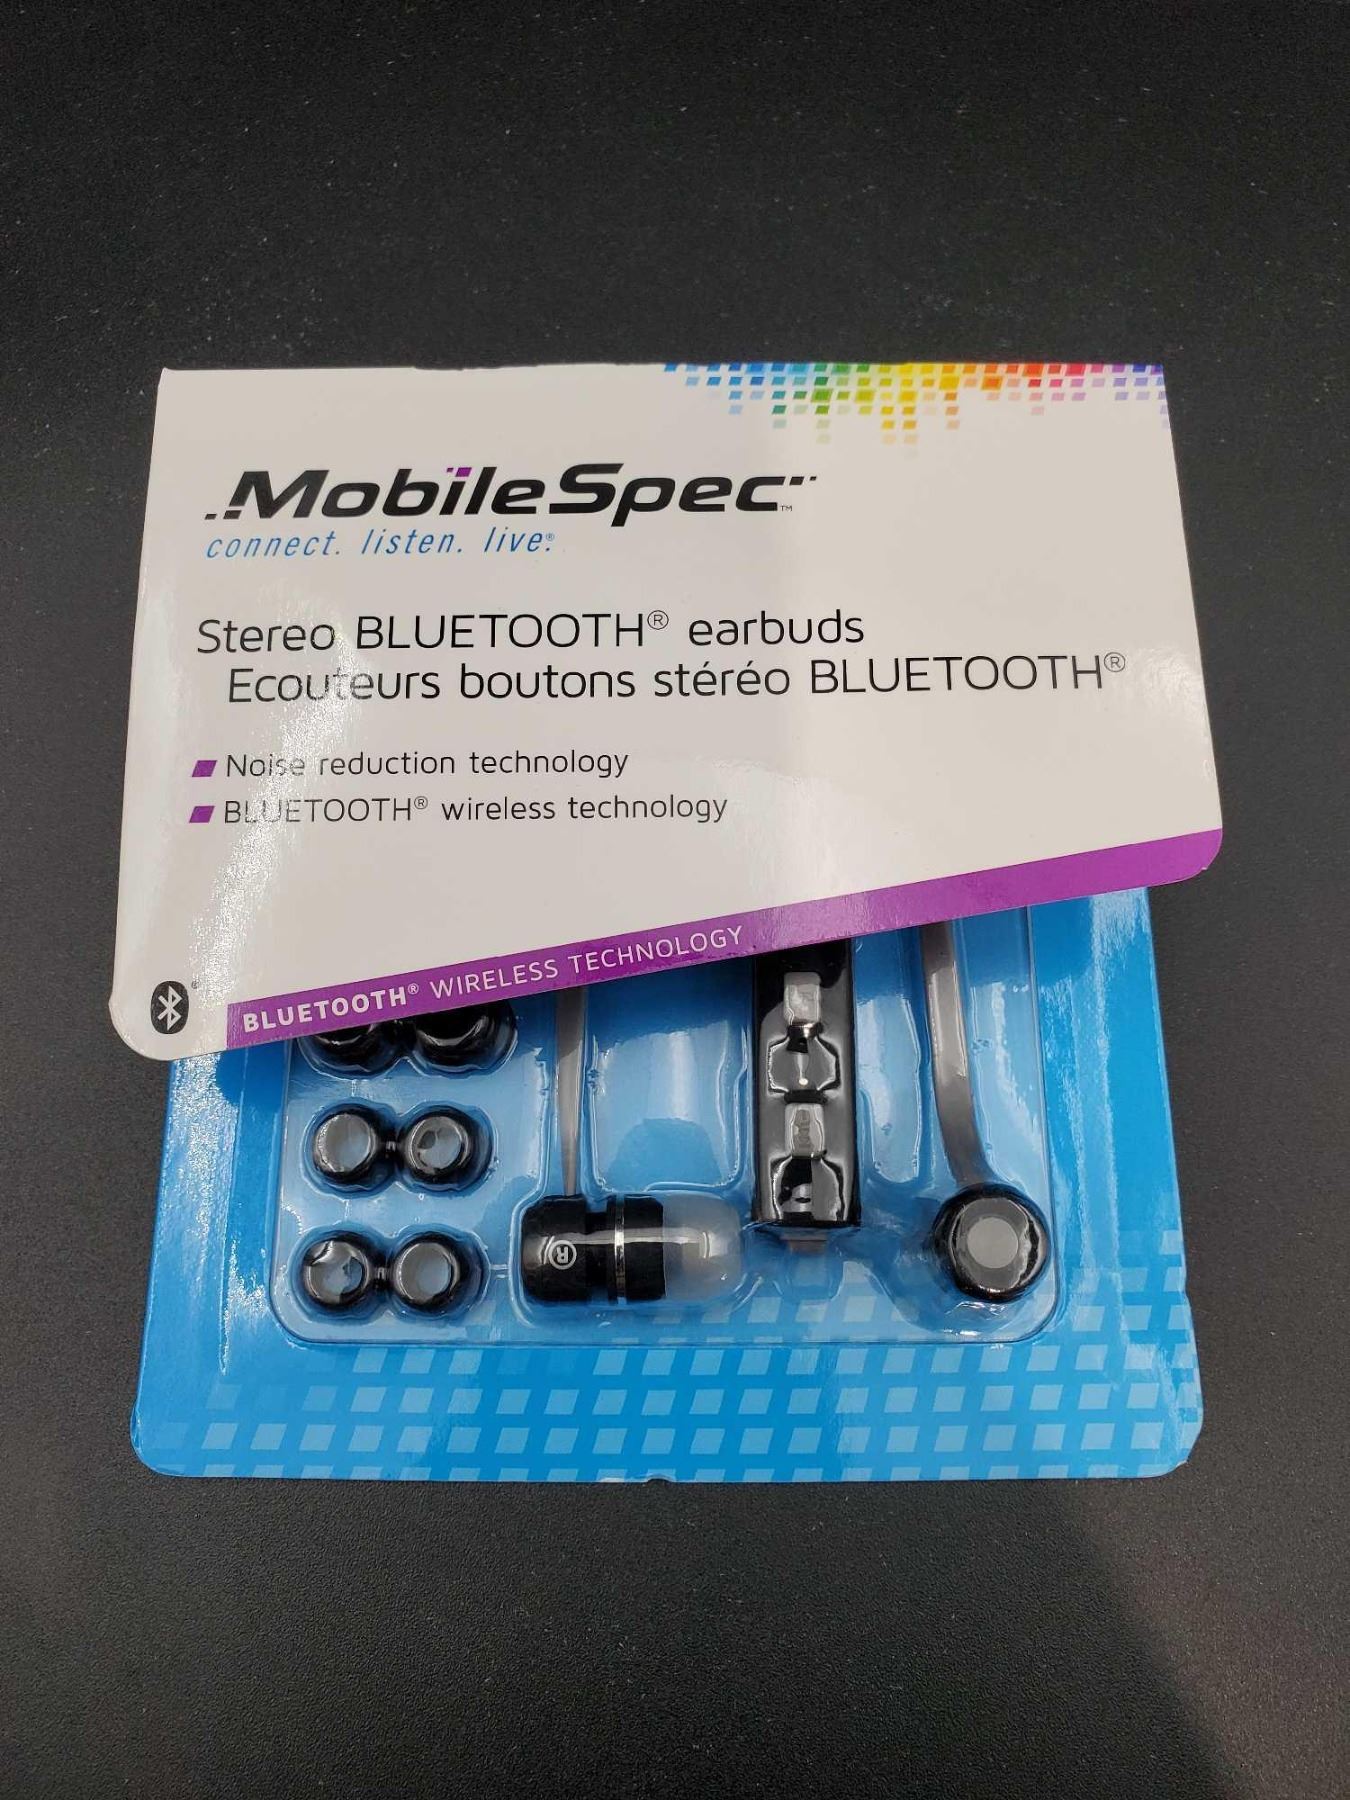 MobileSpec™
connect. listen. live.®
Stereo BLUETOOTH® earbuds
Ecouteurs boutons stéréo BLUETOOTH®
Noise reduction technology
BLUETOOTH® wireless technology
BLUETOOTH® WIRELESS TECHNOLOGY
R